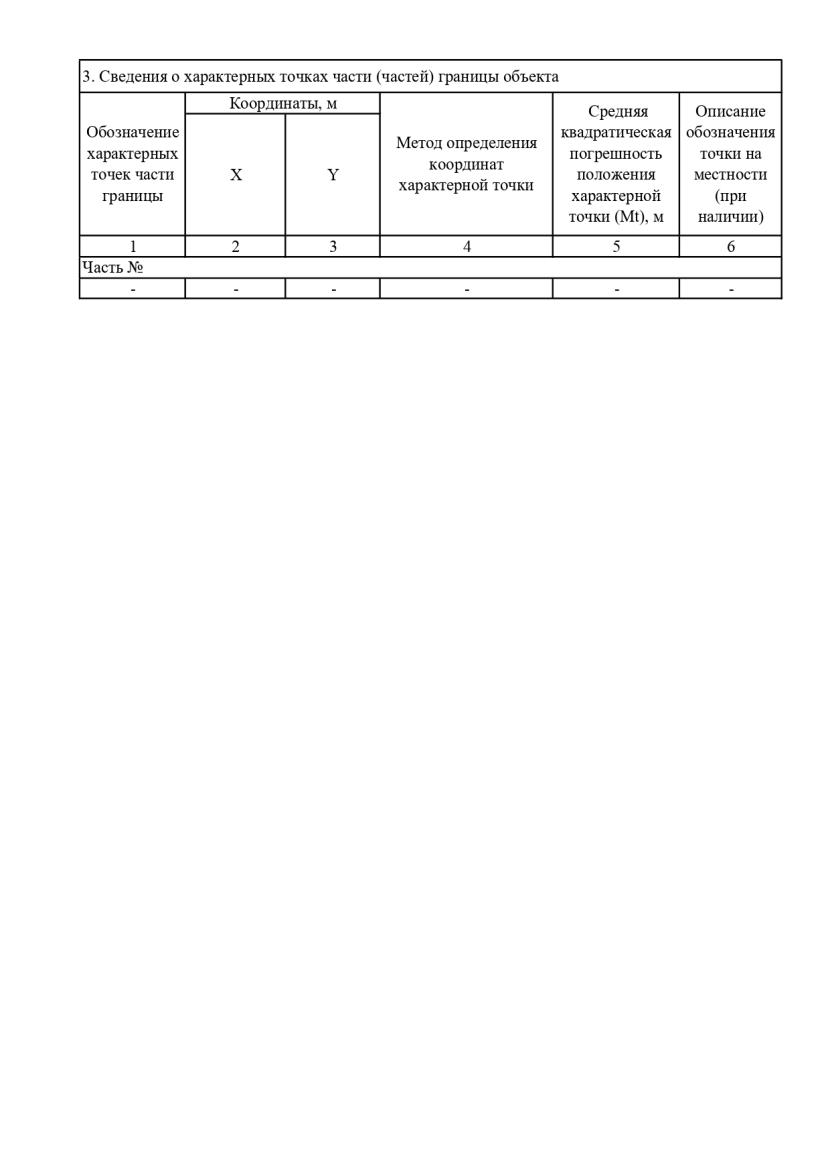 3. Сведения о характерных точках части (частей) границы объекта
Обозначение
характерных
точек части
границы
Координаты, м
X
Y
Метод определения
координат
характерной точки
Средняя
квадратическая
погрешность
положения
характерной
точки (Mt), м
Описание
обозначения
точки на
местности
(при
наличии)
1 2 3 4 5 6
Часть №
- - - - - -